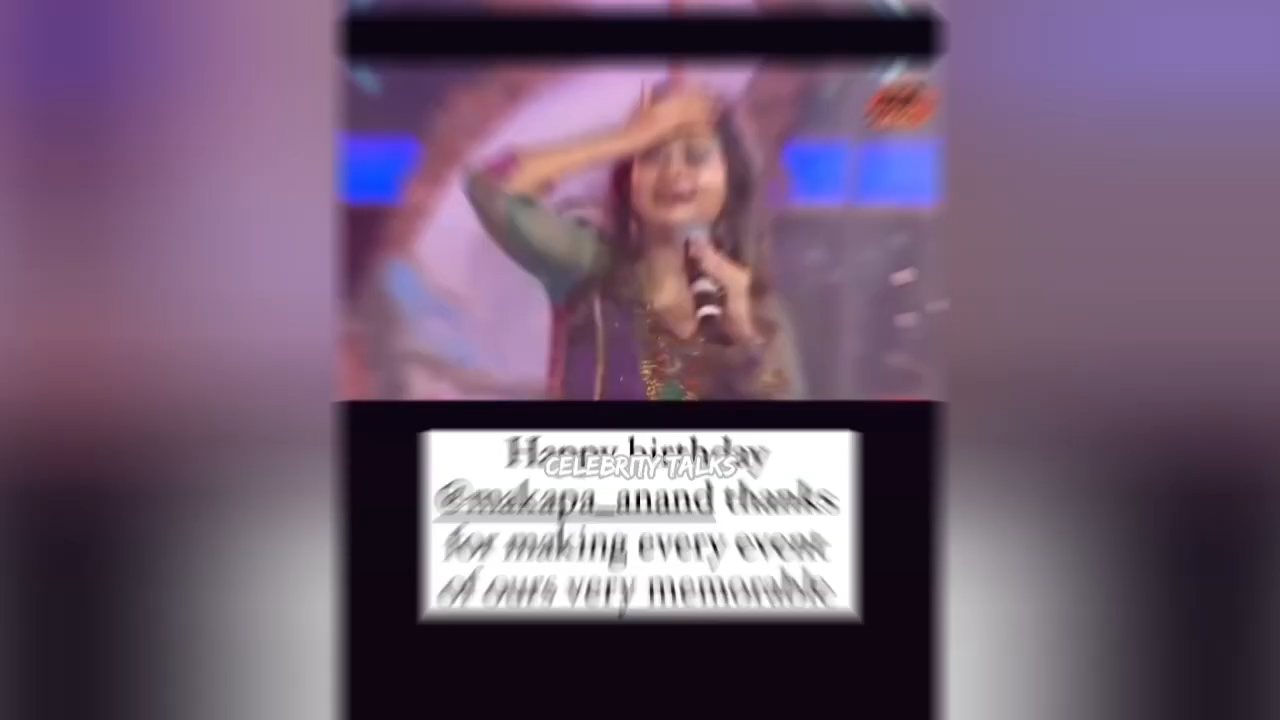 Happy birthday
CELEBRITY TALKS
@makapa_anand thanks
for making every event
of ours very memorable